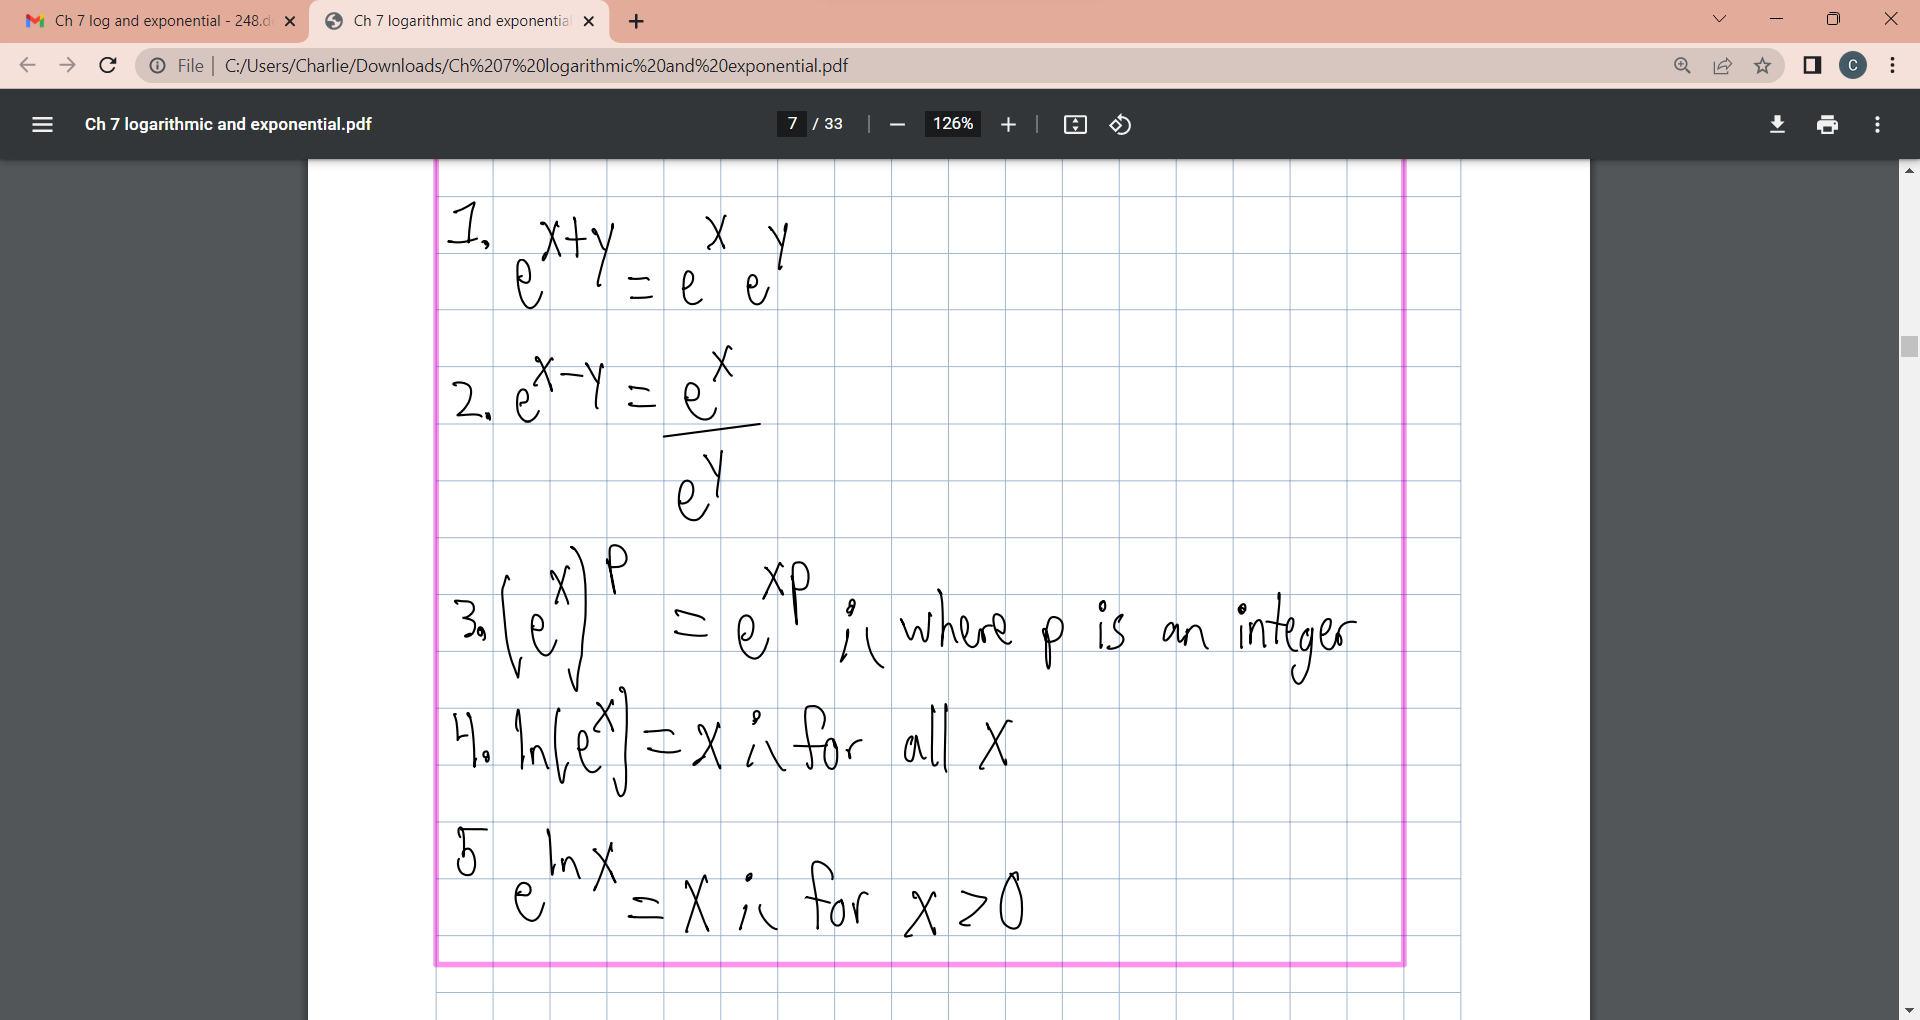 Ch 7 log and exponential - 248.d
Ch 7 logarithmic and exponential
File | C:/Users/Charlie/Downloads/Ch%207%20logarithmic%20and%20exponential.pdf
C
Ch 7 logarithmic and exponential.pdf
7 / 33
126%
1. e^{x+y} = e^x e^y
2. e^{x-y} = e^x / e^y
3. (e^x)^p = e^{xp} ; where p is an integer
4. ln(e^x) = x ; for all x
5 e^{ln x} = x ; for x > 0